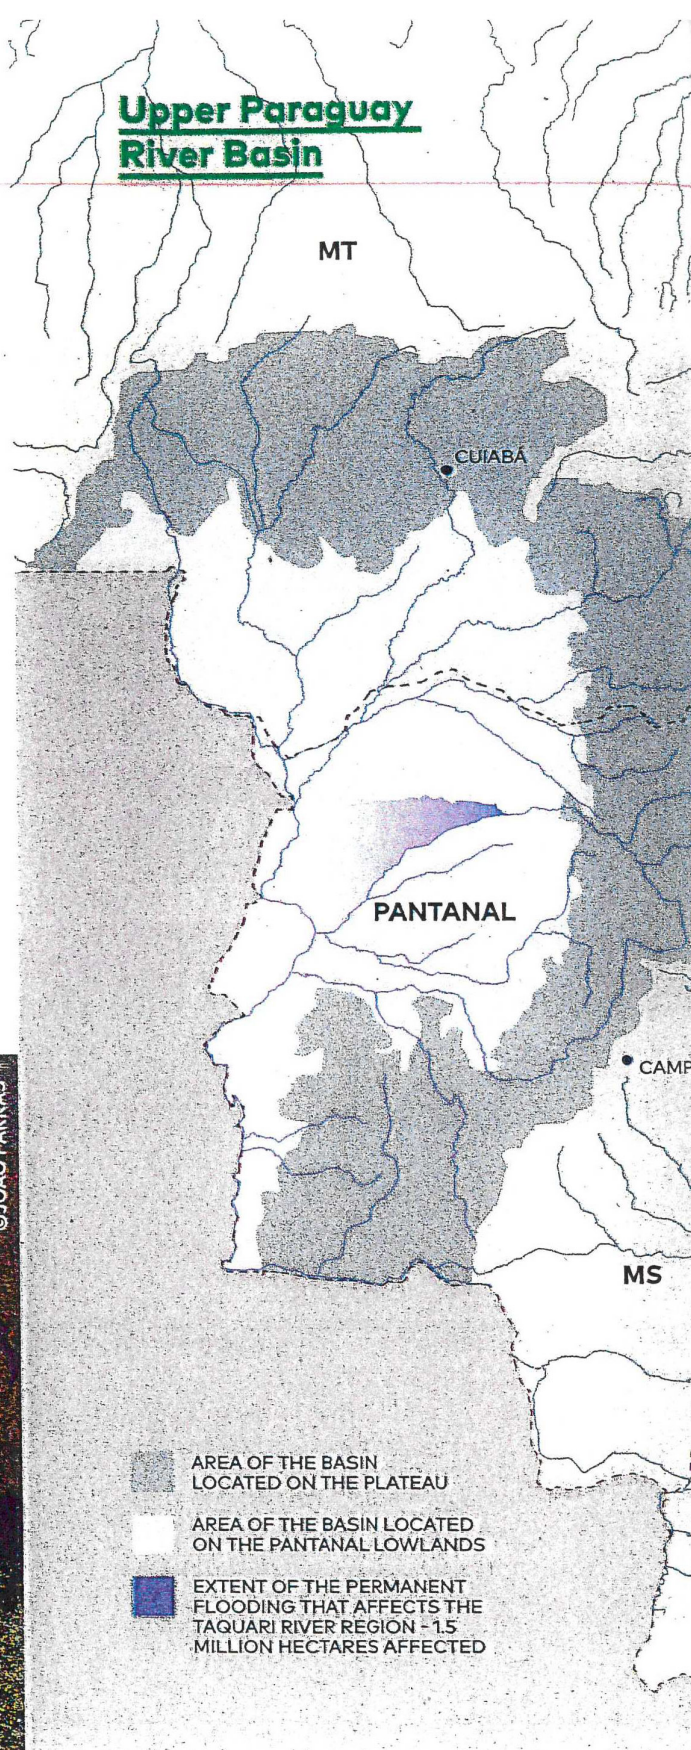 Upper Paraguay
River Basin
MT
CUIABÁ
PANTANAL
CAMP
MS
AREA OF THE BASIN
LOCATED ON THE PLATEAU
AREA OF THE BASIN LOCATED
ON THE PANTANAL LOWLANDS
EXTENT OF THE PERMANENT
FLOODING THAT AFFECTS THE
TAQUARI RIVER REGION - 1.5
MILLION HECTARES AFFECTED